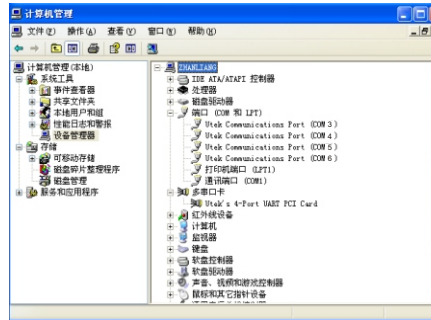 计算机管理
文件(F) 操作(A) 查看(V) 窗口(W) 帮助(H)
计算机管理(本地)
系统工具
事件查看器
共享文件夹
本地用户和组
性能日志和警报
设备管理器
存储
可移动存储
磁盘碎片整理程序
磁盘管理
服务和应用程序
ZHANLIANG
IDE ATA/ATAPI 控制器
处理器
磁盘驱动器
端口 (COM 和 LPT)
Utek Communications Port (COM3)
Utek Communications Port (COM4)
Utek Communications Port (COM5)
Utek Communications Port (COM6)
打印机端口 (LPT1)
通讯端口 (COM1)
多串口卡
Utek's 4-Port UART PCI Card
红外线设备
计算机
监视器
键盘
软盘控制器
软盘驱动器
声音、视频和游戏控制器
鼠标和其它指针设备